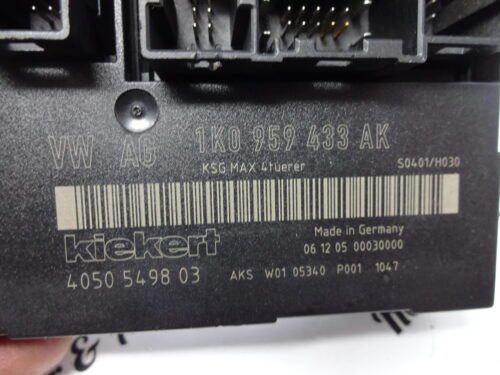 VW AG 1K0 959 433 AK
KSG MAX 4tuerer S0401/H030
kiekert Made in Germany
06 12 05 00030000
4050 5498 03 AKS W01 05340 P001 1047
&